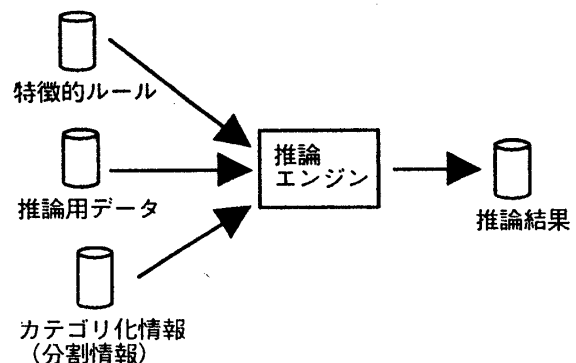 特徴的ルール
推論用データ
カテゴリ化情報
（分割情報）
推論
エンジン
推論結果